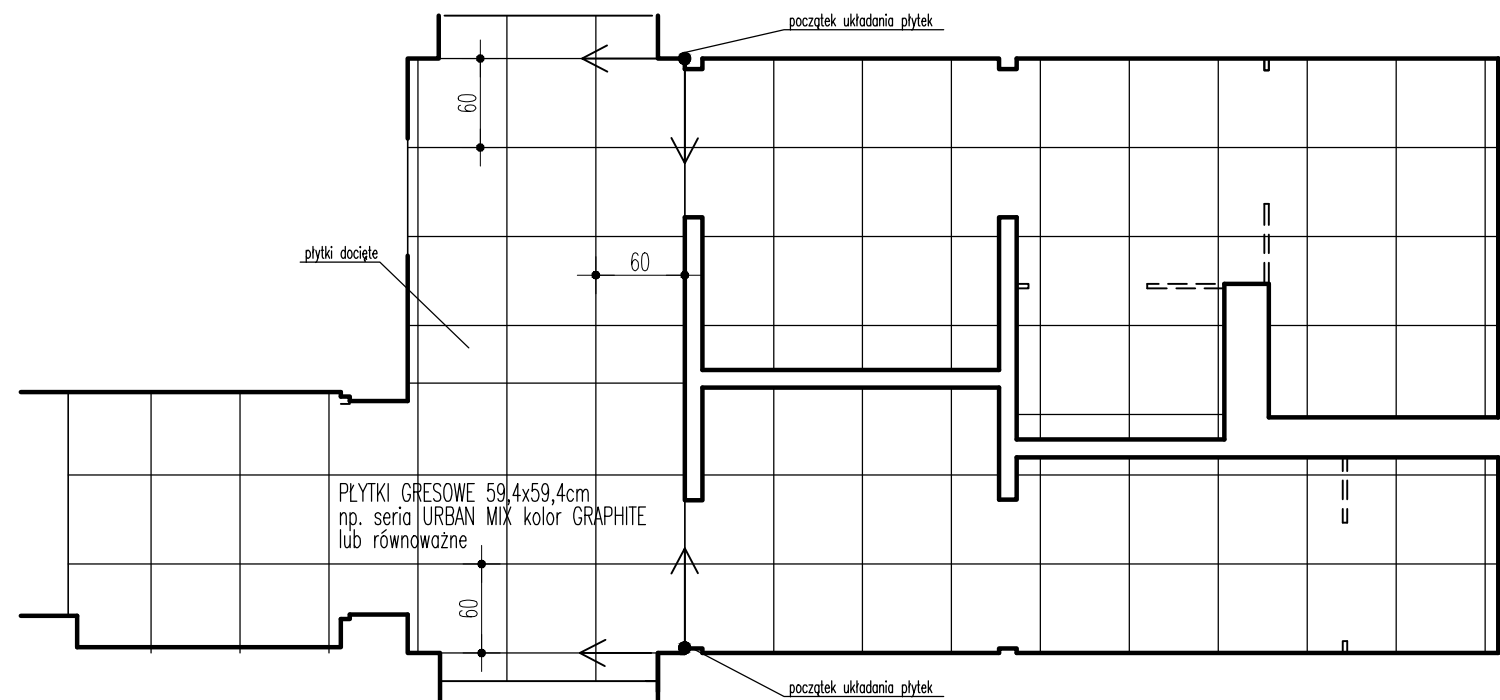 początek układania płytek
60
płytki docięte
60
PŁYTKI GRESOWE 59,4x59,4cm
np. seria URBAN MIX kolor GRAPHITE
lub równoważne
60
początek układania płytek